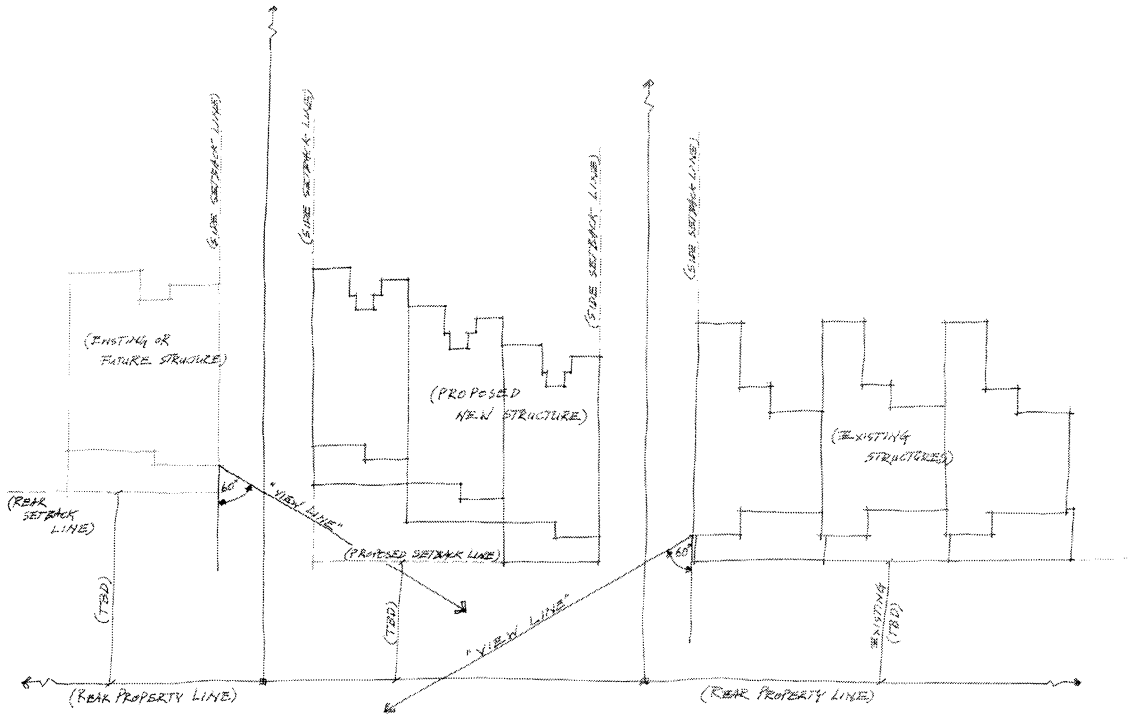 (SIDE SETBACK LINE)
(SIDE SETBACK LINE)
(SIDE SETBACK LINE)
(SIDE SETBACK LINE)
(EXISTING OR
FUTURE STRUCTURE)
(PROPOSED
NEW STRUCTURE)
(EXISTING
STRUCTURES)
60°
"VIEW LINE"
(REAR
SETBACK
LINE)
(PROPOSED SETBACK LINE)
60°
(TBD)
(TBD)
"VIEW LINE"
EXISTING
(TBD)
(REAR PROPERTY LINE)
(REAR PROPERTY LINE)